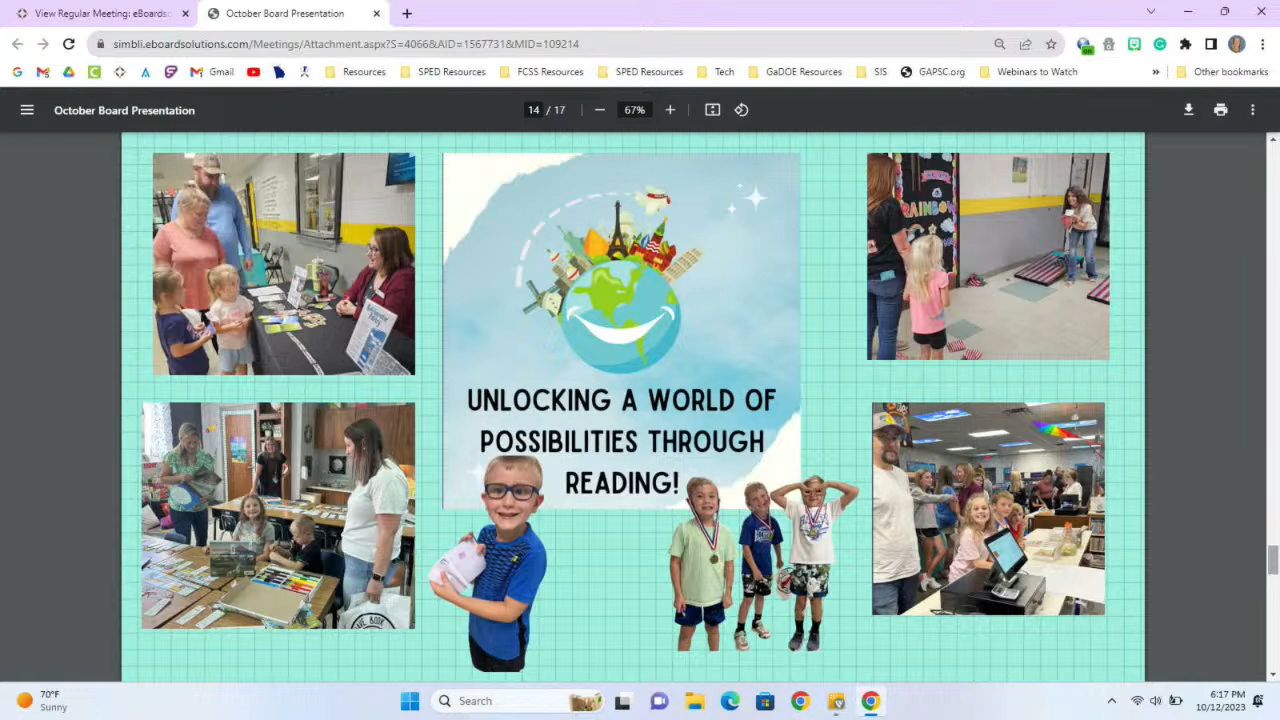 View Regular Meeting: eBoardsc
October Board Presentation
simbli.eboardsolutions.com/Meetings/Attachment.aspx?S=4066&AID=1567731&MID=109214
on
Gmail
Resources
SPED Resources
FCSS Resources
SPED Resources
Tech
GaDOE Resources
SIS
GAPSC.org
Webinars to Watch
»
Other bookmarks
October Board Presentation
14 / 17
67%
RAINBOW
UNLOCKING A WORLD OF
POSSIBILITIES THROUGH
READING!
70°F
Sunny
Search
6:17 PM
10/12/2023